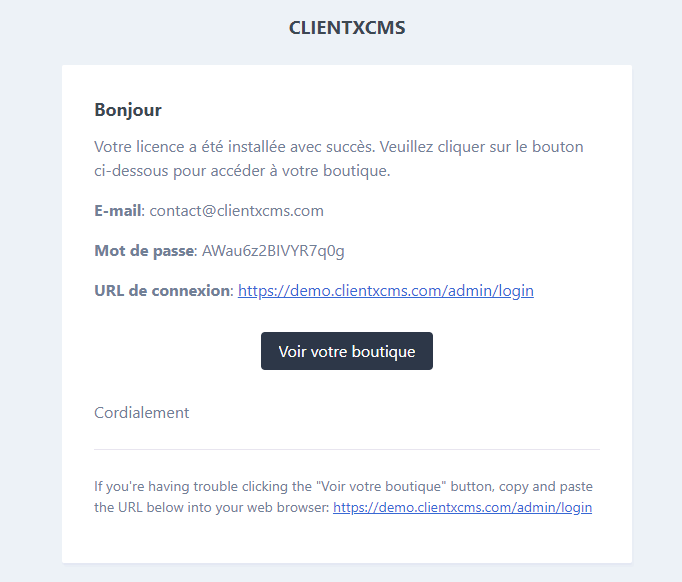 CLIENTXCMS
Bonjour
Votre licence a été installée avec succès. Veuillez cliquer sur le bouton
ci-dessous pour accéder à votre boutique.
E-mail: contact@clientxcms.com
Mot de passe: AWau6z2BIVYR7q0g
URL de connexion: https://demo.clientxcms.com/admin/login
Voir votre boutique
Cordialement
If you're having trouble clicking the "Voir votre boutique" button, copy and paste
the URL below into your web browser: https://demo.clientxcms.com/admin/login